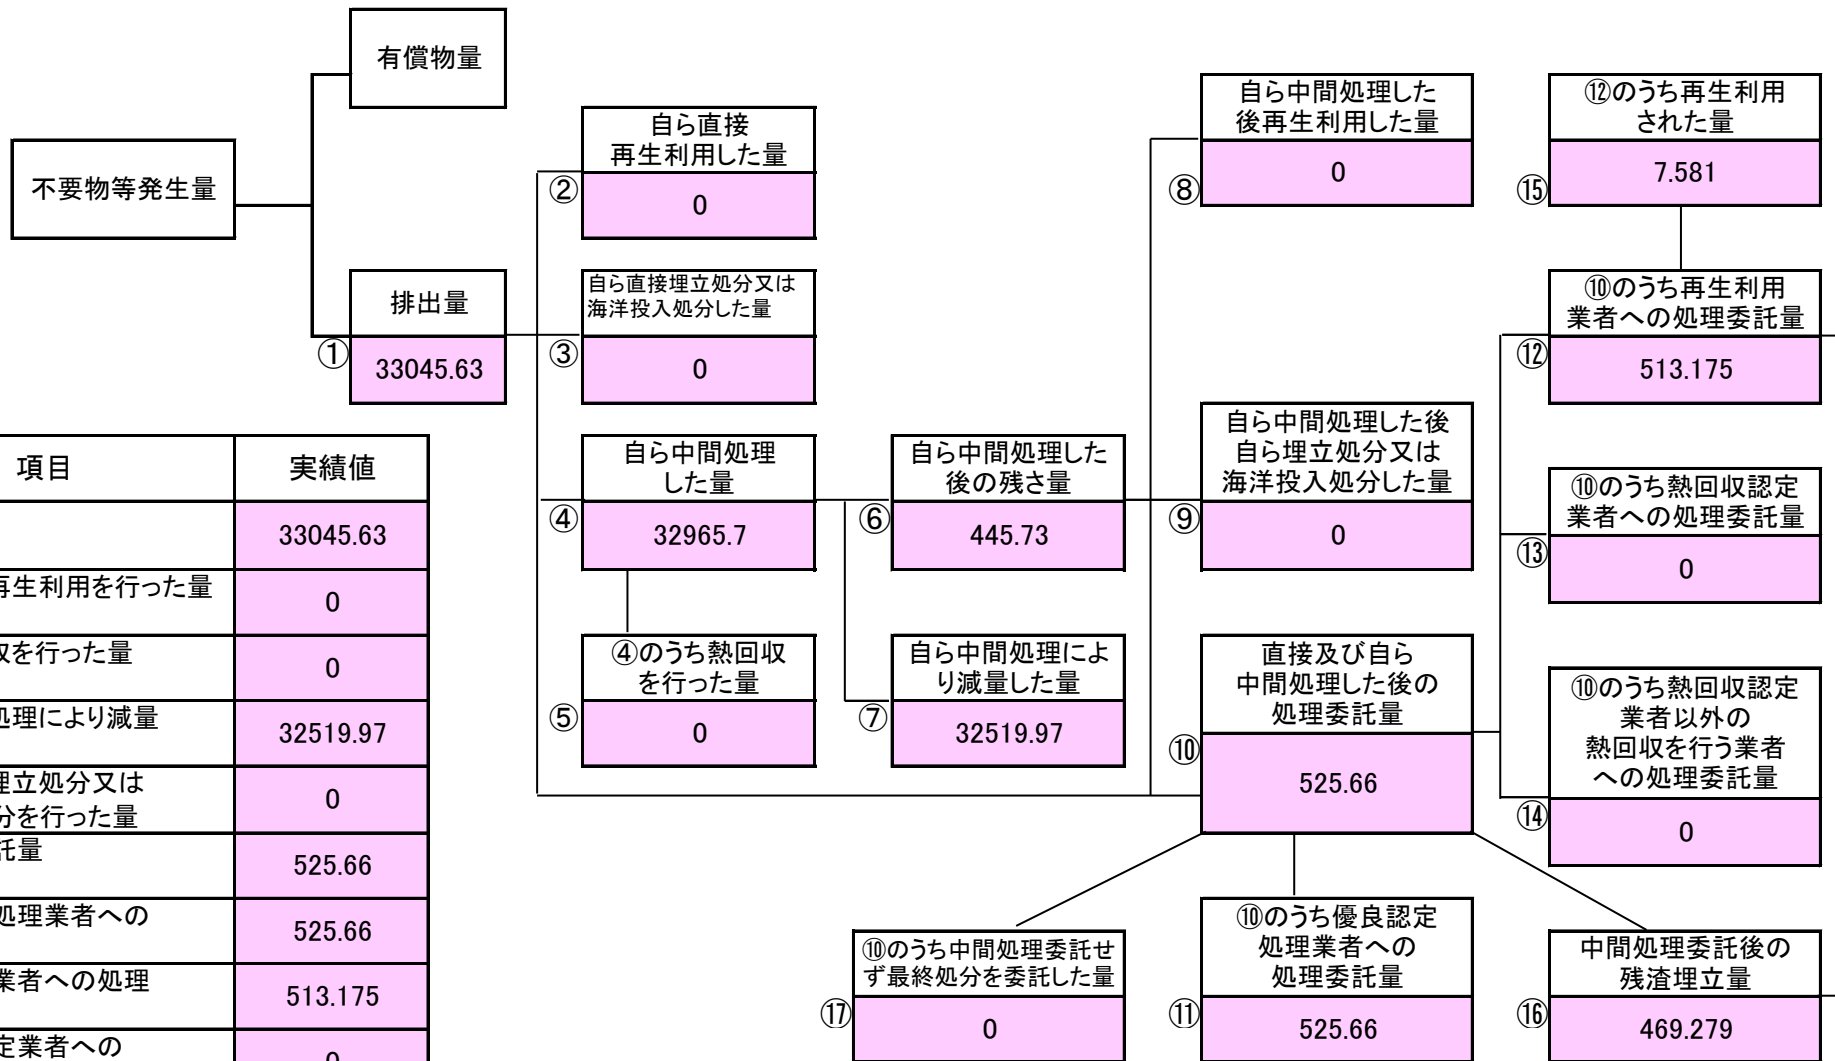 有償物量
不要物等発生量
排出量
①
33045.63
自ら直接
再生利用した量
②
0
自ら直接埋立処分又は
海洋投入処分した量
③
0
自ら中間処理
した量
④
32965.7
④のうち熱回収
を行った量
⑤
0
自ら中間処理した
後の残さ量
⑥
445.73
自ら中間処理によ
り減量した量
⑦
32519.97
自ら中間処理した
後再生利用した量
⑧
0
自ら中間処理した後
自ら埋立処分又は
海洋投入処分した量
⑨
0
直接及び自ら
中間処理した後の
処理委託量
⑩
525.66
⑫のうち再生利用
された量
⑮
7.581
⑩のうち再生利用
業者への処理委託量
⑫
513.175
⑩のうち熱回収認定
業者への処理委託量
⑬
0
⑩のうち熱回収認定
業者以外の
熱回収を行う業者
への処理委託量
⑭
0
⑩のうち中間処理委託せ
ず最終処分を委託した量
⑰
0
⑩のうち優良認定
処理業者への
処理委託量
⑪
525.66
中間処理委託後の
残渣埋立量
⑯
469.279
項目
実績値
33045.63
再生利用を行った量
0
を行った量
0
処理により減量
32519.97
埋立処分又は
分を行った量
0
託量
525.66
処理業者への
525.66
業者への処理
513.175
定業者への
0